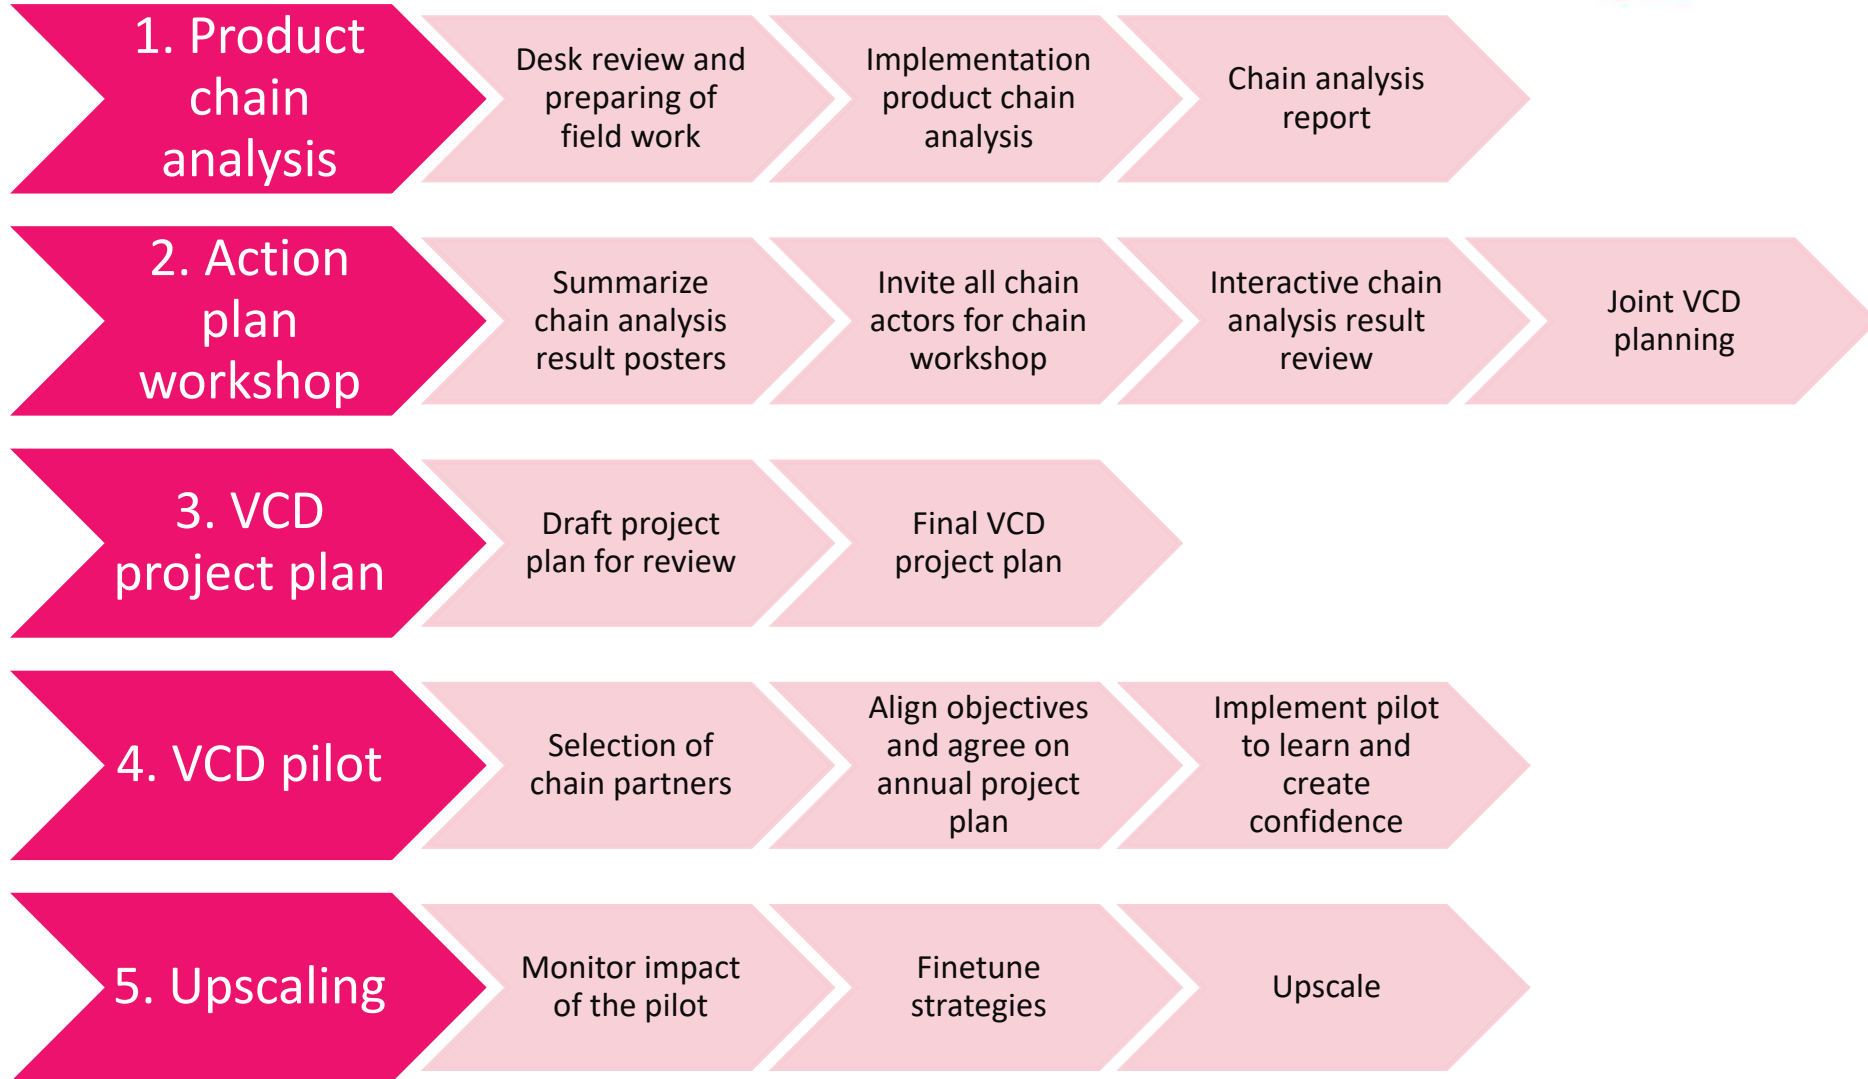 1. Product
chain
analysis
Desk review and
preparing of
field work
Implementation
product chain
analysis
Chain analysis
report
2. Action
plan
workshop
Summarize
chain analysis
result posters
Invite all chain
actors for chain
workshop
Interactive chain
analysis result
review
Joint VCD
planning
3. VCD
project plan
Draft project
plan for review
Final VCD
project plan
4. VCD pilot
Selection of
chain partners
Align objectives
and agree on
annual project
plan
Implement pilot
to learn and
create
confidence
5. Upscaling
Monitor impact
of the pilot
Finetune
strategies
Upscale